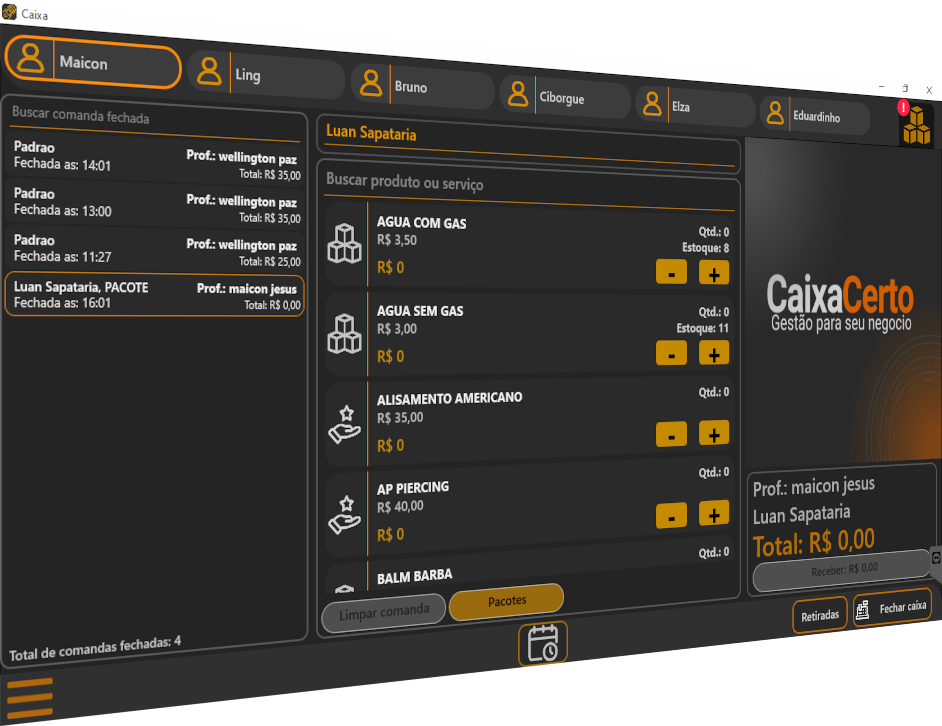 Caixa
Maicon
Ling
Bruno
Ciborgue
Elza
Eduardinho
!
Buscar comanda fechada
Padrao
Fechada as: 14:01
Prof.: wellington paz
Total: R$ 35,00
Padrao
Fechada as: 13:00
Prof.: wellington paz
Total: R$ 35,00
Padrao
Fechada as: 11:27
Prof.: wellington paz
Total: R$ 25,00
Luan Sapataria, PACOTE
Fechada as: 16:01
Prof.: maicon jesus
Total: R$ 0,00
Total de comandas fechadas: 4
Luan Sapataria
Buscar produto ou serviço
AGUA COM GAS
R$ 3,50
R$ 0
Qtd.: 0
Estoque: 8
- +
AGUA SEM GAS
R$ 3,00
R$ 0
Qtd.: 0
Estoque: 11
- +
ALISAMENTO AMERICANO
R$ 35,00
R$ 0
Qtd.: 0
- +
AP PIERCING
R$ 40,00
R$ 0
Qtd.: 0
- +
BALM BARBA
Qtd.: 0
Limpar comanda
Pacotes
CaixaCerto
Gestão para seu negocio
Prof.: maicon jesus
Luan Sapataria
Total: R$ 0,00
Receber: R$ 0,00
Retiradas
Fechar caixa